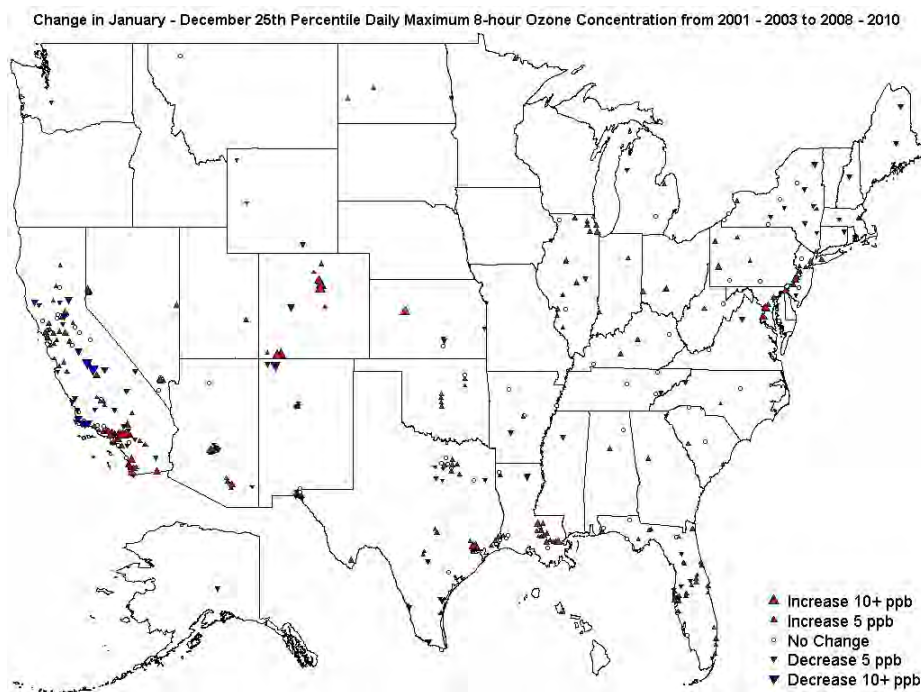 Change in January - December 25th Percentile Daily Maximum 8-hour Ozone Concentration from 2001 - 2003 to 2008 - 2010
Increase 10+ ppb
Increase 5 ppb
No Change
Decrease 5 ppb
Decrease 10+ ppb